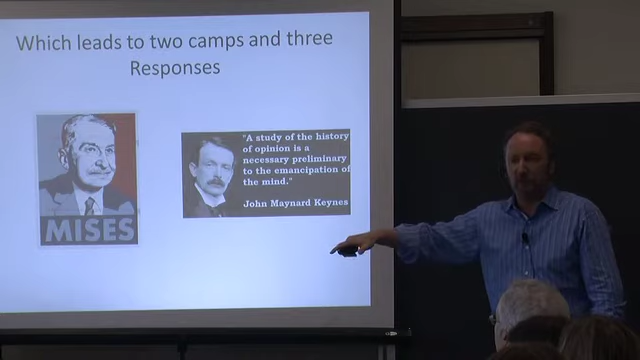 Which leads to two camps and three
Responses
MISES
"A study of the history
of opinion is a
necessary preliminary
to the emancipation of
the mind."
John Maynard Keynes